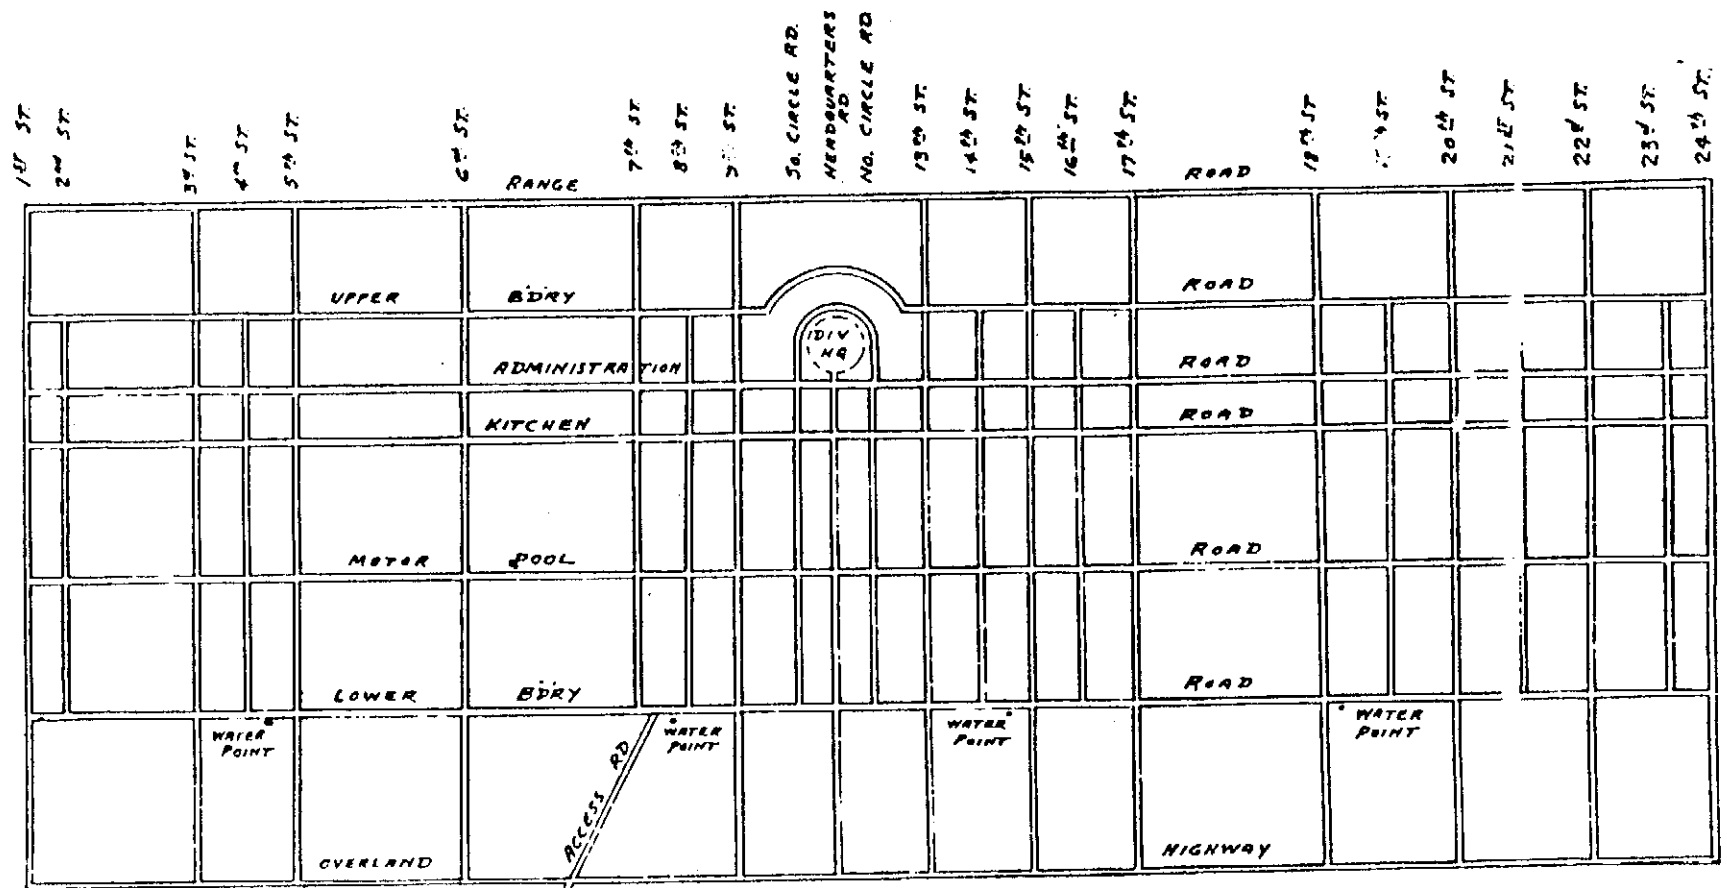 1ST ST.
2nd ST.
3d ST.
4th ST.
5th ST.
6th ST.
7th ST.
8th ST.
ST.
So. CIRCLE RD.
HEADQUARTERS
RD
No. CIRCLE RD
13th ST.
14th ST.
15th ST.
16th ST.
17th ST.
18th ST
ST.
20th ST.
21ST ST.
22d ST.
23d ST.
24th ST.
RANGE ROAD
UPPER BDRY ROAD
DIV
HQ
ADMINISTRATION ROAD
KITCHEN ROAD
MOTOR POOL ROAD
LOWER BDRY ROAD
WATER
POINT
WATER
POINT
WATER
POINT
WATER
POINT
ACCESS RD
OVERLAND HIGHWAY